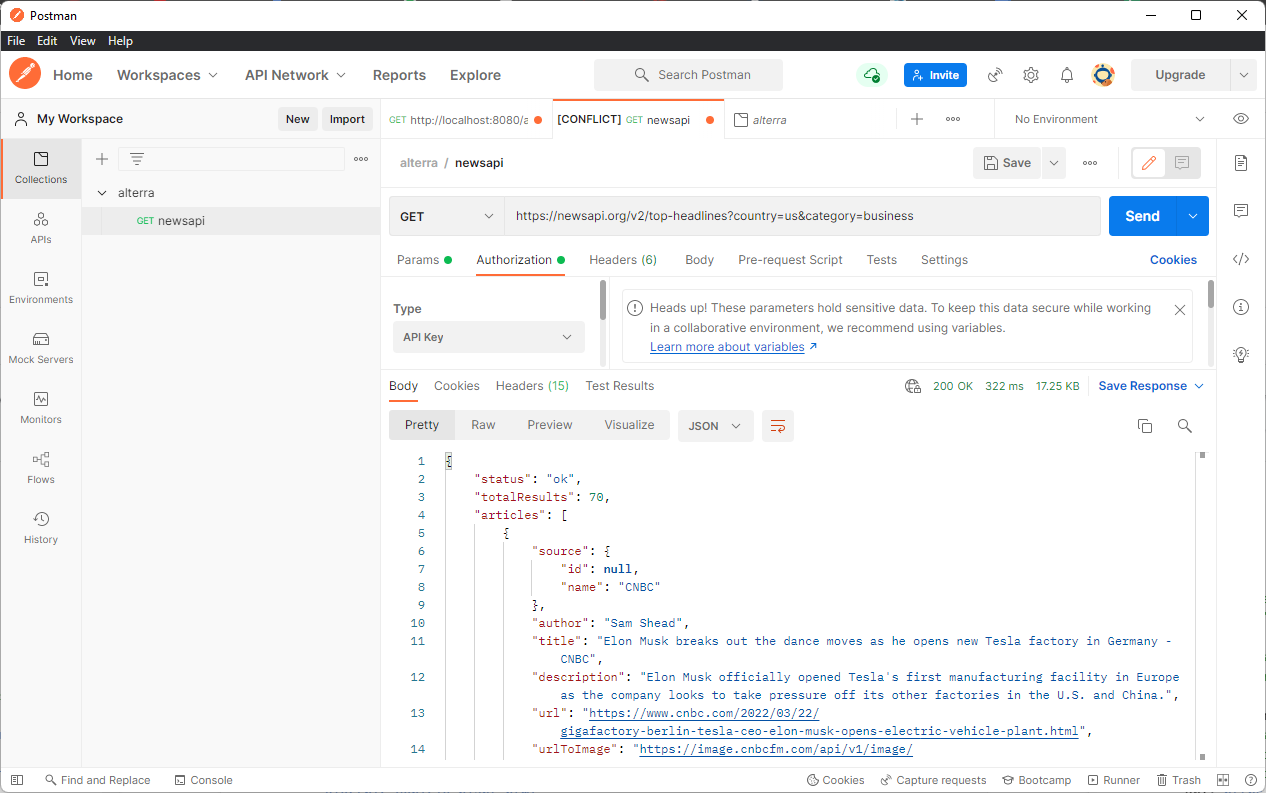 Postman
File Edit View Help
Home Workspaces API Network Reports Explore Search Postman Invite Upgrade
My Workspace New Import
GET http://localhost:8080/a [CONFLICT] GET newsapi alterra No Environment
Collections
APIs
Environments
Mock Servers
Monitors
Flows
History
alterra
GET newsapi
alterra / newsapi Save
GET https://newsapi.org/v2/top-headlines?country=us&category=business Send
Params Authorization Headers (6) Body Pre-request Script Tests Settings Cookies
Type
API Key
Heads up! These parameters hold sensitive data. To keep this data secure while working
in a collaborative environment, we recommend using variables.
Learn more about variables ↗
Body Cookies Headers (15) Test Results 200 OK 322 ms 17.25 KB Save Response
Pretty Raw Preview Visualize JSON
1 {
2 "status": "ok",
3 "totalResults": 70,
4 "articles": [
5 {
6 "source": {
7 "id": null,
8 "name": "CNBC"
9 },
10 "author": "Sam Shead",
11 "title": "Elon Musk breaks out the dance moves as he opens new Tesla factory in Germany -
CNBC",
12 "description": "Elon Musk officially opened Tesla's first manufacturing facility in Europe
as the company looks to take pressure off its other factories in the U.S. and China.",
13 "url": "https://www.cnbc.com/2022/03/22/
gigafactory-berlin-tesla-ceo-elon-musk-opens-electric-vehicle-plant.html",
14 "urlToImage": "https://image.cnbcfm.com/api/v1/image/
Find and Replace Console Cookies Capture requests Bootcamp Runner Trash